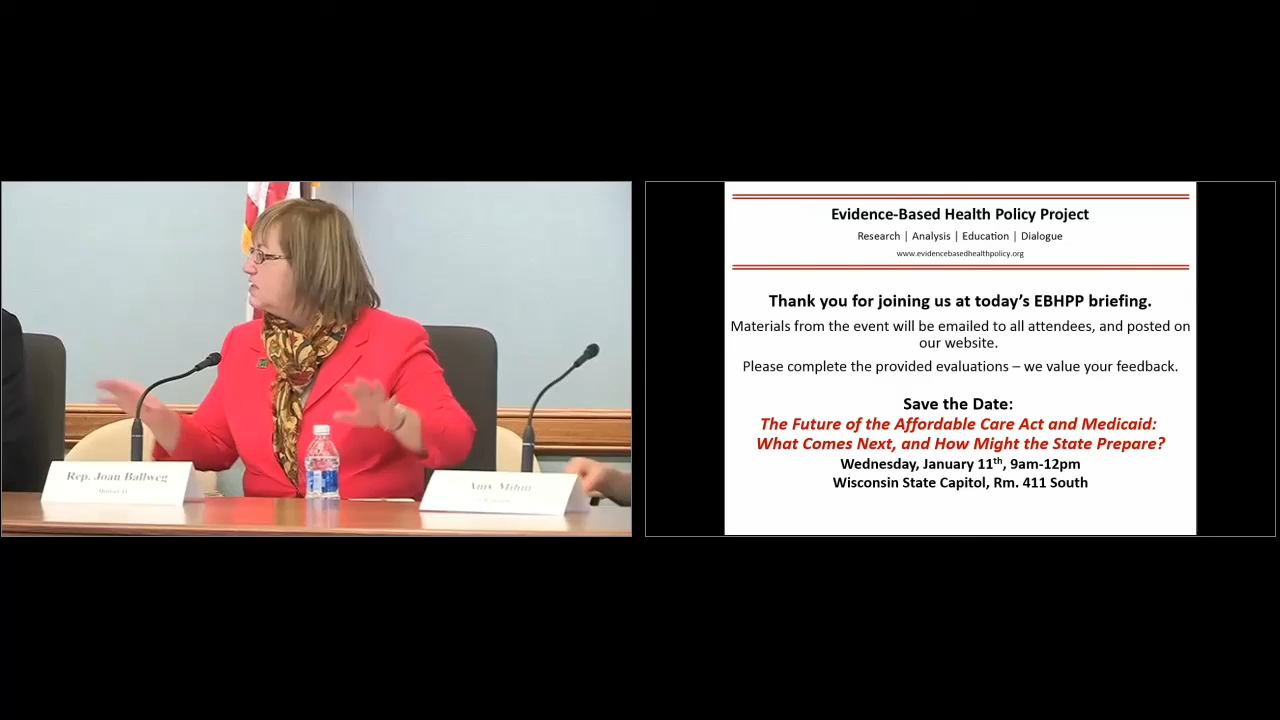 Rep. Joan Ballweg
Amy Mihm
Evidence-Based Health Policy Project
Research | Analysis | Education | Dialogue
www.evidencebasedhealthpolicy.org
Thank you for joining us at today’s EBHPP briefing.
Materials from the event will be emailed to all attendees, and posted on
our website.
Please complete the provided evaluations – we value your feedback.
Save the Date:
The Future of the Affordable Care Act and Medicaid:
What Comes Next, and How Might the State Prepare?
Wednesday, January 11th, 9am-12pm
Wisconsin State Capitol, Rm. 411 South